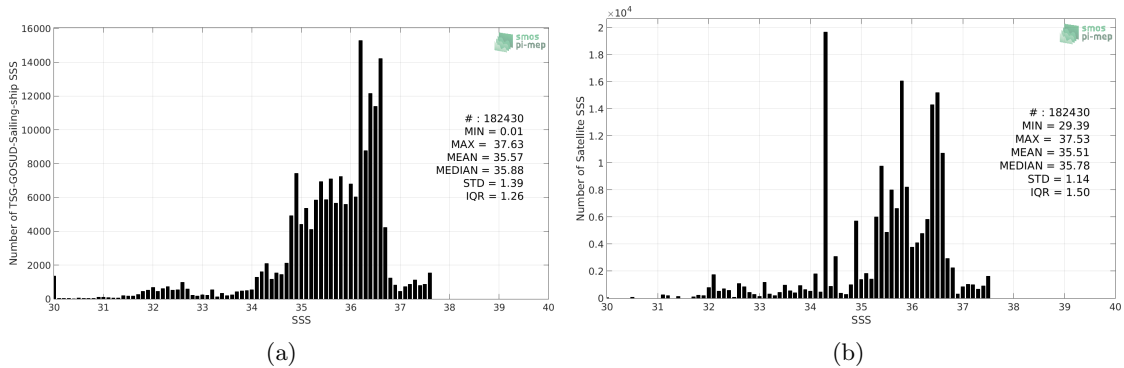 16000
14000
12000
10000
8000
6000
4000
2000
0
30 31 32 33 34 35 36 37 38 39 40
SSS
Number of TSG-GOSUD-Sailing-ship SSS
smos
pi-mep
# : 182430
MIN = 0.01
MAX = 37.63
MEAN = 35.57
MEDIAN = 35.88
STD = 1.39
IQR = 1.26
(a)
×10⁴
2
1.8
1.6
1.4
1.2
1
0.8
0.6
0.4
0.2
0
30 31 32 33 34 35 36 37 38 39 40
SSS
Number of Satellite SSS
smos
pi-mep
# : 182430
MIN = 29.39
MAX = 37.53
MEAN = 35.51
MEDIAN = 35.78
STD = 1.14
IQR = 1.50
(b)